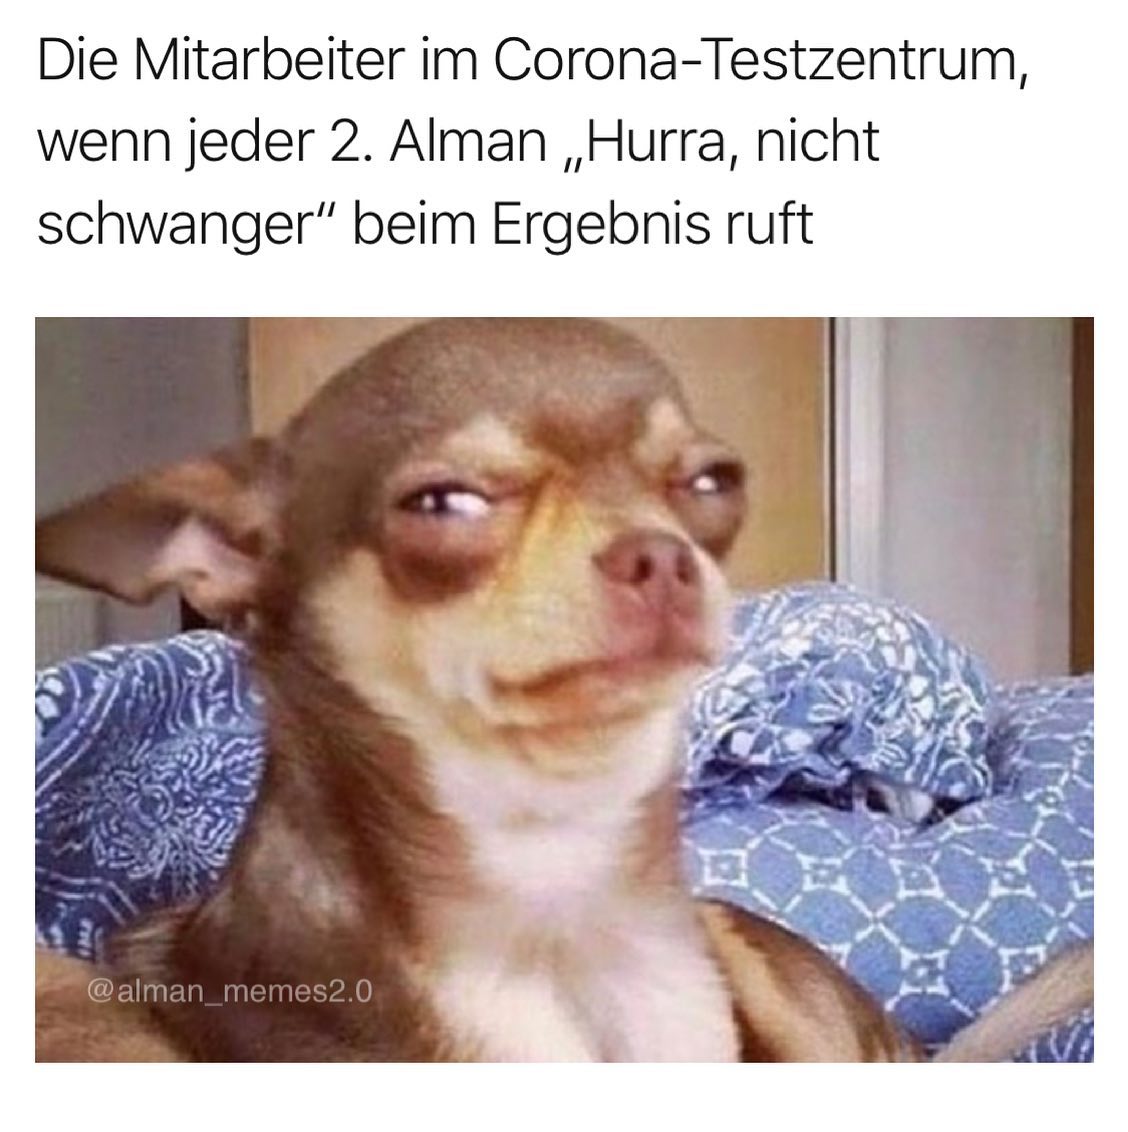 Die Mitarbeiter im Corona-Testzentrum,
wenn jeder 2. Alman „Hurra, nicht
schwanger" beim Ergebnis ruft
@alman_memes2.0